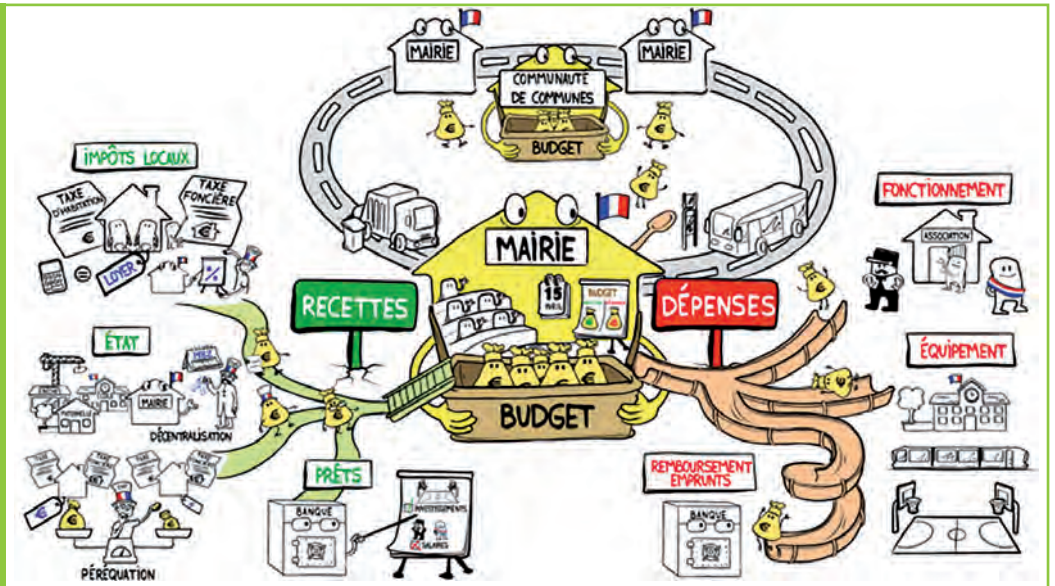 MAIRIE
MAIRIE
COMMUNAUTÉ
DE COMMUNES
€
€
BUDGET
€
IMPÔTS LOCAUX
TAXE
D'HABITATION
€
TAXE
FONCIÈRE
€
=
LOYER
%
FONCTIONNEMENT
ASSOCIATION
MAIRIE
15
AVRIL
BUDGET
RECETTES
DÉPENSES
€
ÉTAT
MAIRIE
DÉCENTRALISATION
€
€
€
€
BUDGET
ÉQUIPEMENT
€
PRÊTS
BANQUE
INVESTISSEMENTS
SALAIRES
REMBOURSEMENT
EMPRUNTS
BANQUE
€
€
€
PÉRÉQUATION